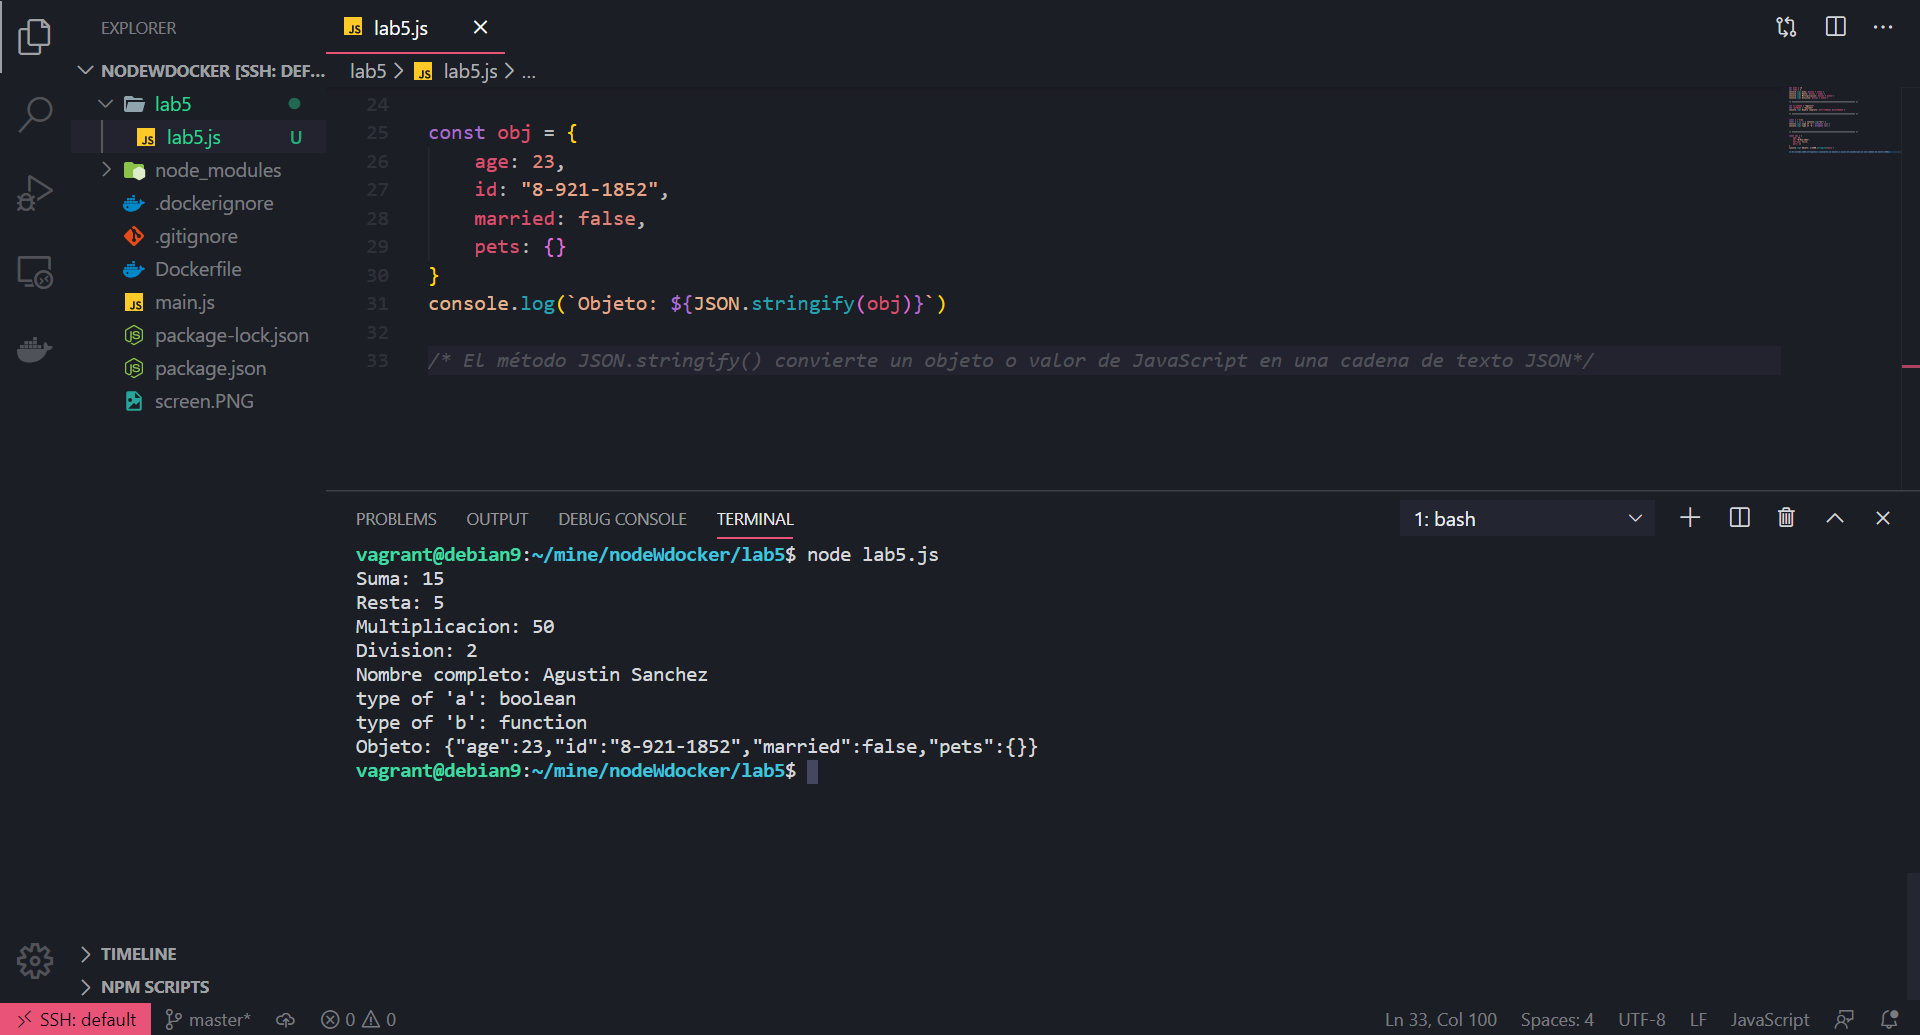 EXPLORER
NODEWDOCKER [SSH: DEF...
lab5
lab5.js U
node_modules
.dockerignore
.gitignore
Dockerfile
main.js
package-lock.json
package.json
screen.PNG
TIMELINE
NPM SCRIPTS
lab5.js
lab5 > lab5.js > ...
24
25 const obj = {
26 age: 23,
27 id: "8-921-1852",
28 married: false,
29 pets: {}
30 }
31 console.log(`Objeto: ${JSON.stringify(obj)}`)
32
33 /* El método JSON.stringify() convierte un objeto o valor de JavaScript en una cadena de texto JSON*/
PROBLEMS OUTPUT DEBUG CONSOLE TERMINAL 1: bash
vagrant@debian9:~/mine/nodeWdocker/lab5$ node lab5.js
Suma: 15
Resta: 5
Multiplicacion: 50
Division: 2
Nombre completo: Agustin Sanchez
type of 'a': boolean
type of 'b': function
Objeto: {"age":23,"id":"8-921-1852","married":false,"pets":{}}
vagrant@debian9:~/mine/nodeWdocker/lab5$
SSH: default master* 0 0 Ln 33, Col 100 Spaces: 4 UTF-8 LF JavaScript